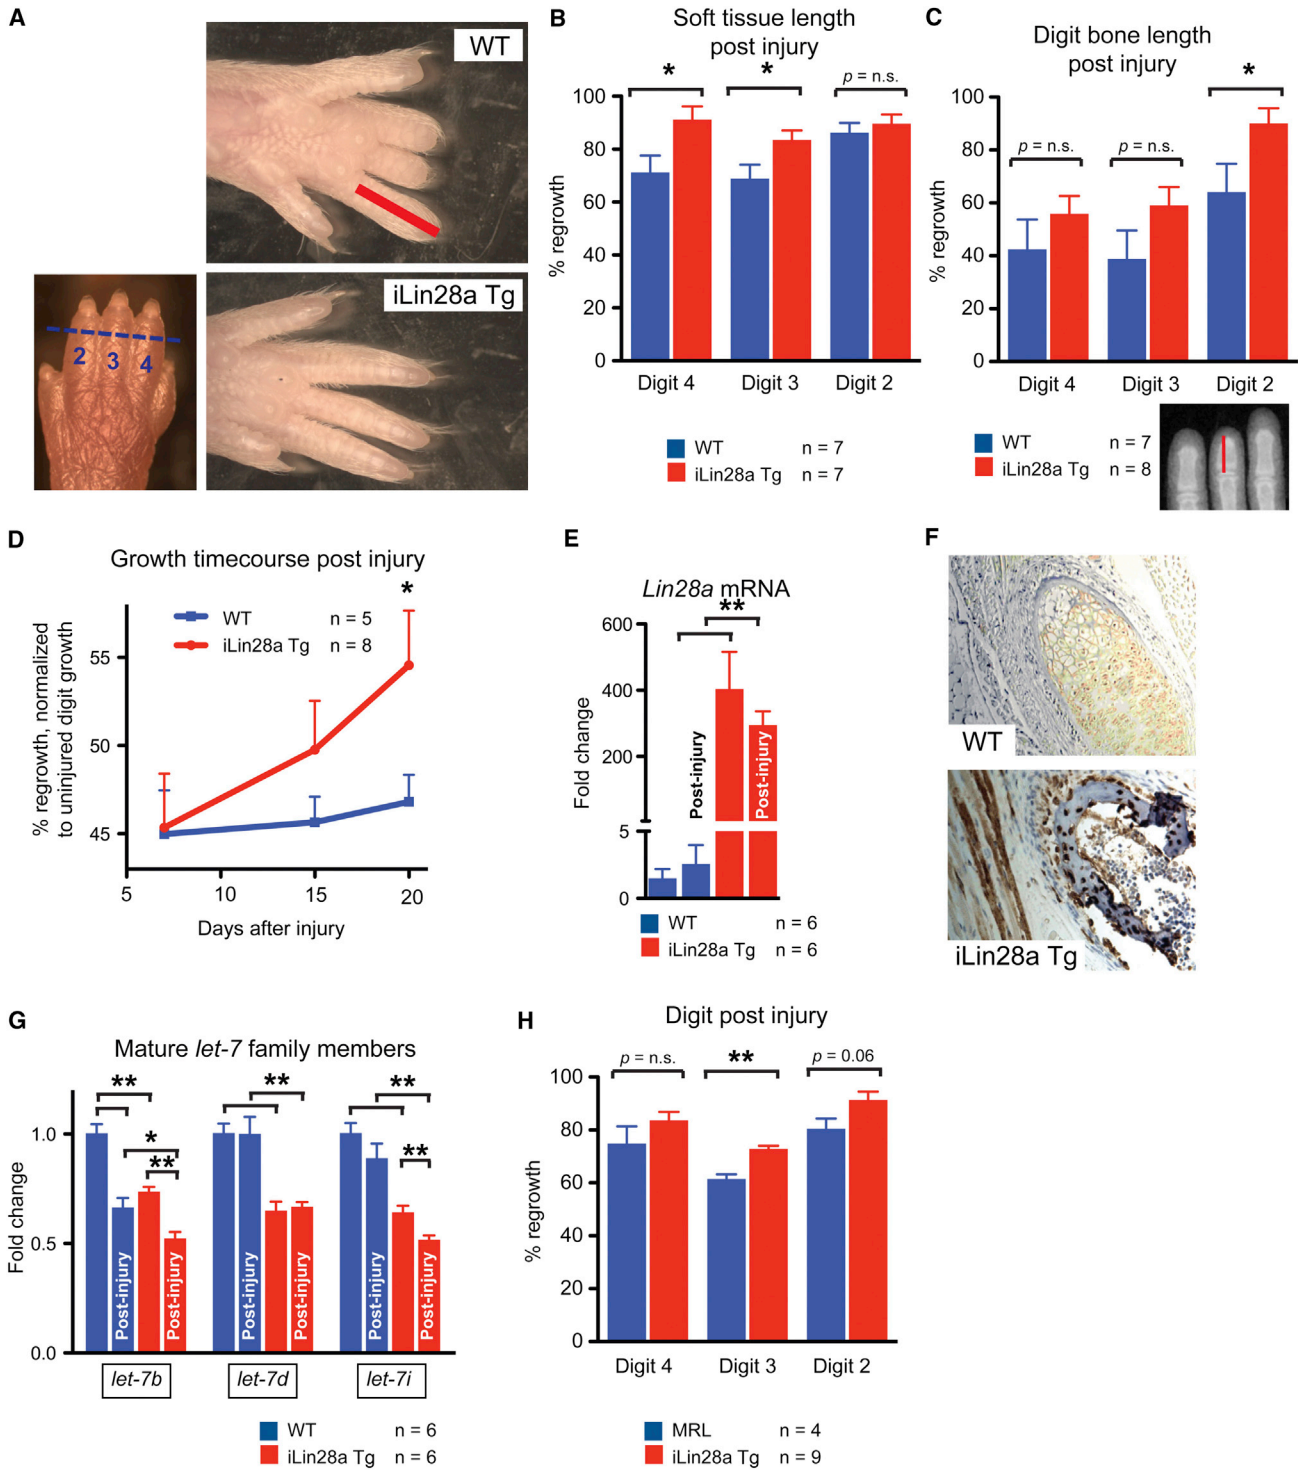 A
WT
iLin28a Tg
2 3 4
B
Soft tissue length
post injury
*
*
p = n.s.
100
80
60
40
20
0
% regrowth
Digit 4
Digit 3
Digit 2
WT n = 7
iLin28a Tg n = 7
C
Digit bone length
post injury
p = n.s.
p = n.s.
*
100
80
60
40
20
0
% regrowth
Digit 4
Digit 3
Digit 2
WT n = 7
iLin28a Tg n = 8
D
Growth timecourse post injury
WT n = 5
iLin28a Tg n = 8
*
% regrowth, normalized
to uninjured digit growth
55
50
45
5
10
15
20
Days after injury
E
Lin28a mRNA
**
600
400
200
5
0
Fold change
Post-injury
Post-injury
WT n = 6
iLin28a Tg n = 6
F
WT
iLin28a Tg
G
Mature let-7 family members
**
*
**
**
**
**
1.0
0.5
0.0
Fold change
Post-injury
Post-injury
Post-injury
Post-injury
Post-injury
Post-injury
let-7b
let-7d
let-7i
WT n = 6
iLin28a Tg n = 6
H
Digit post injury
p = n.s.
**
p = 0.06
100
80
60
40
20
0
% regrowth
Digit 4
Digit 3
Digit 2
MRL n = 4
iLin28a Tg n = 9